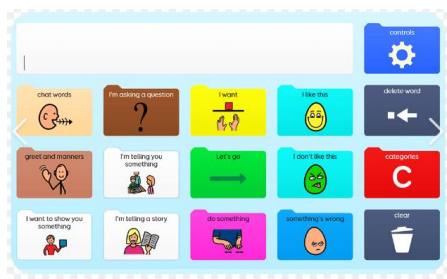 controls
chat words
I'm asking a question
?
I want
I like this
delete word
greet and manners
I'm telling you
something
Let's go
I don't like this
categories
C
I want to show you
something
I'm telling a story
do something
something's wrong
clear